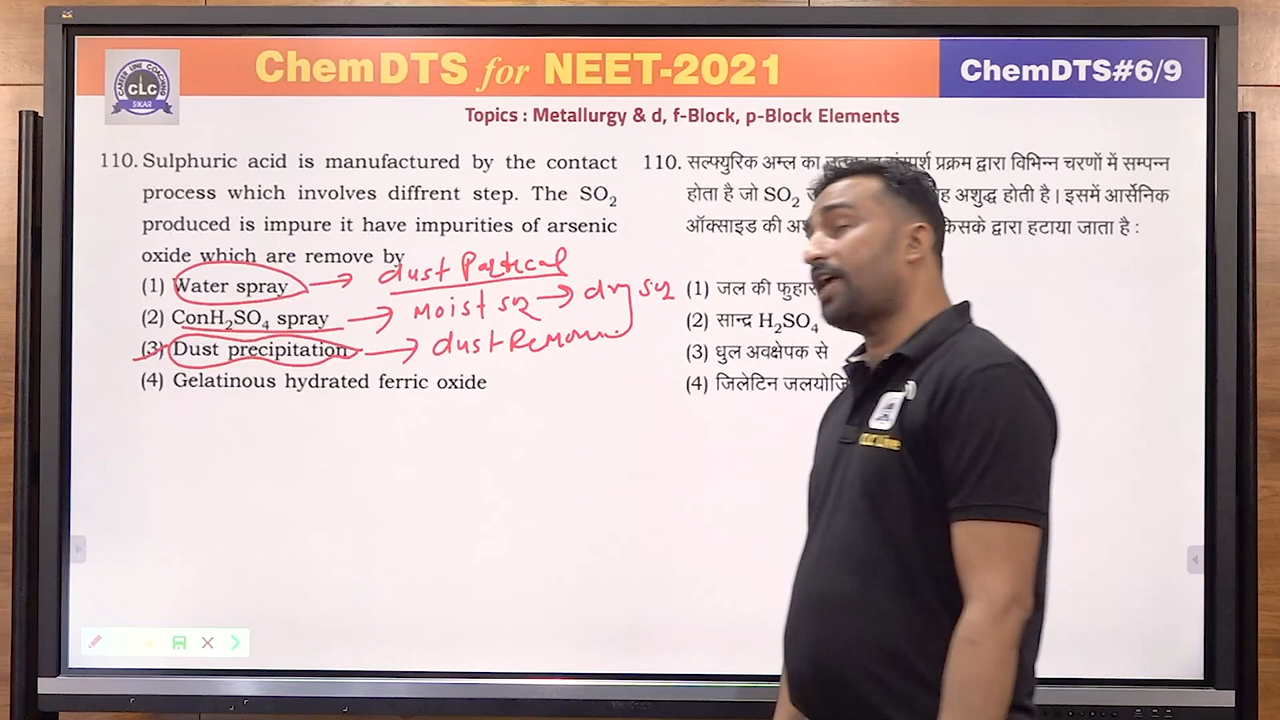 CAREER LINE COACHING
CLC
SIKAR
ChemDTS for NEET-2021
ChemDTS#6/9
Topics : Metallurgy & d, f-Block, p-Block Elements
110. Sulphuric acid is manufactured by the contact
process which involves diffrent step. The SO₂
produced is impure it have impurities of arsenic
oxide which are remove by
(1) Water spray → dust Partical
(2) ConH₂SO₄ spray → Moist so₂ → dry so₂
(3) Dust precipitation → dust
(4) Gelatinous hydrated ferric oxide
110. सल्फ्युरिक अम्ल का प्रक्रम द्वारा विभिन्न चरणों में सम्पन्न
होता है जो SO₂ अशुद्ध होती है। इसमें आर्सेनिक
ऑक्साइड की द्वारा हटाया जाता है :
(1) जल की
(2) सान्द्र H₂SO₄
(3) धुल अवक्षेपक से
(4) जिलेटिन